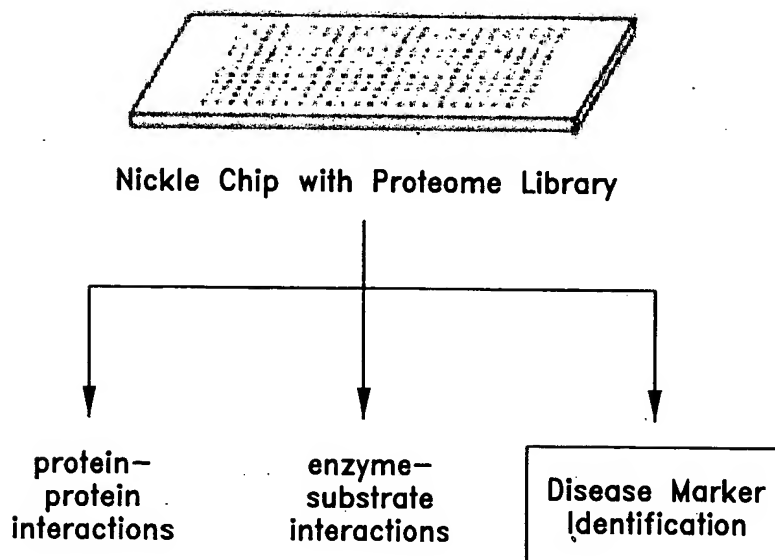 Nickle Chip with Proteome Library
protein–
protein
interactions
enzyme–
substrate
interactions
Disease Marker
Identification